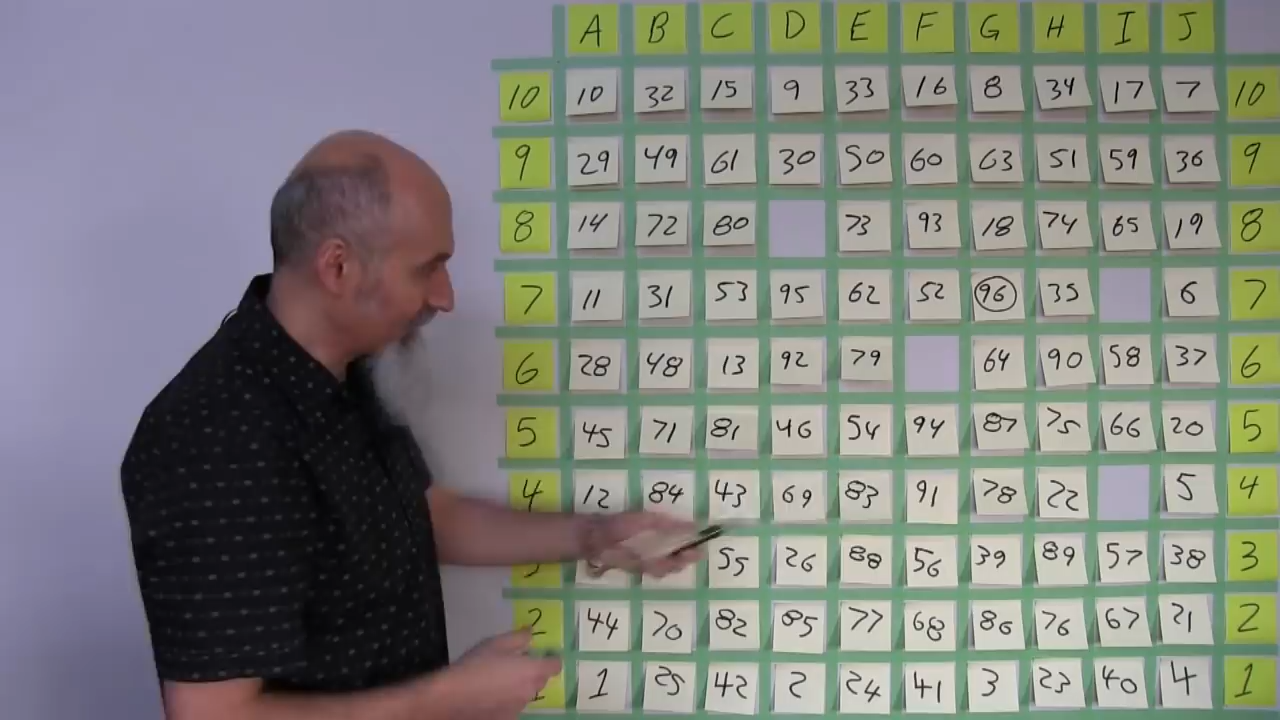 A B C D E F G H I J
10 10 32 15 9 33 16 8 34 17 7 10
9 29 49 61 30 50 60 63 51 59 36 9
8 14 72 80 73 93 18 74 65 19 8
7 11 31 53 95 62 52 96 35 6 7
6 28 48 13 92 79 64 90 58 37 6
5 45 71 81 46 54 94 87 75 66 20 5
4 12 84 43 69 83 91 78 22 5 4
55 26 88 56 39 89 57 38 3
2 44 70 82 85 77 68 86 76 67 21 2
1 25 42 2 24 41 3 23 40 4 1